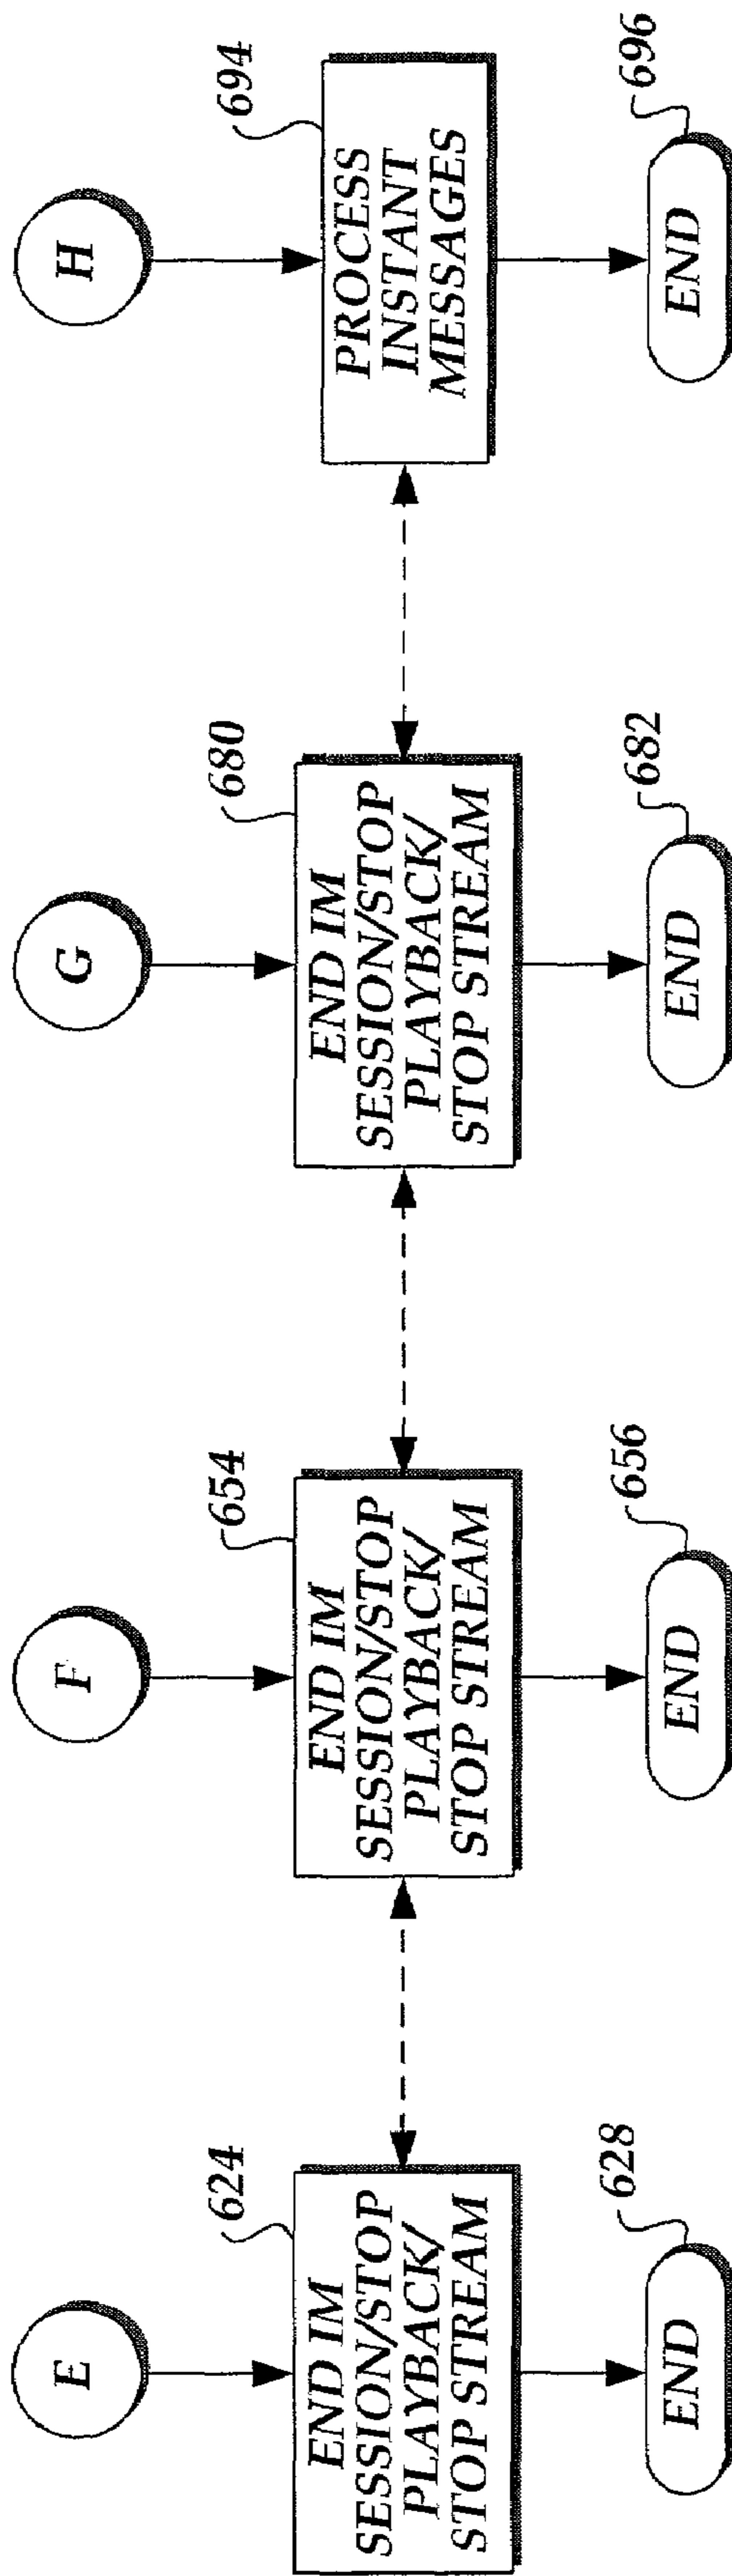 E
624
END IM
SESSION/STOP
PLAYBACK/
STOP STREAM
628
END
F
654
END IM
SESSION/STOP
PLAYBACK/
STOP STREAM
656
END
G
680
END IM
SESSION/STOP
PLAYBACK/
STOP STREAM
682
END
H
694
PROCESS
INSTANT
MESSAGES
696
END